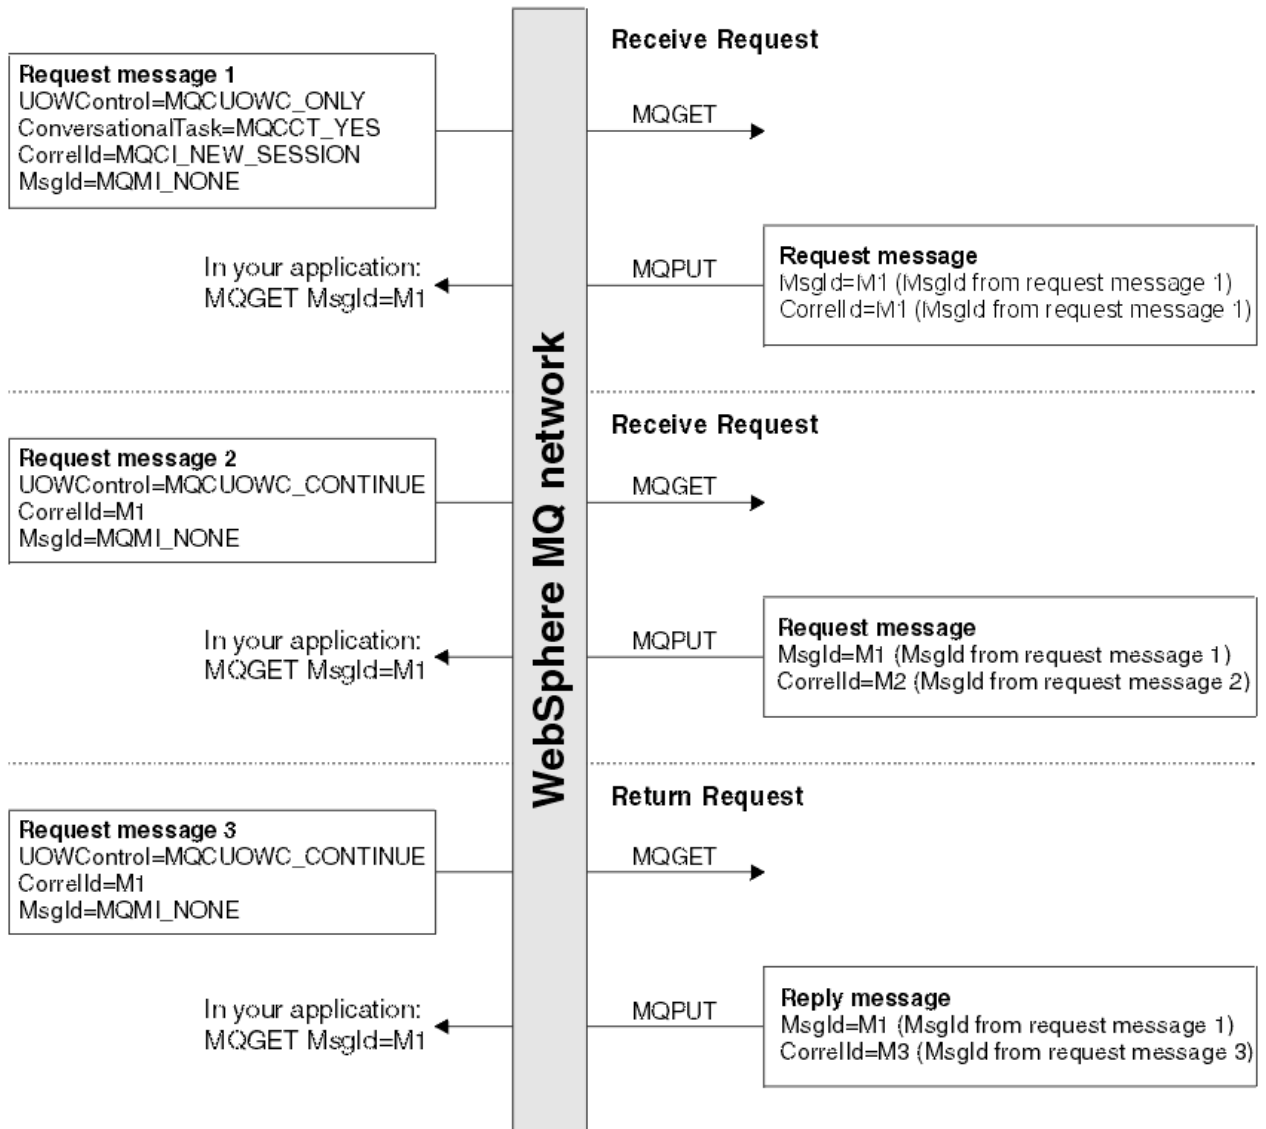 Receive Request
Request message 1
UOWControl=MQCUOWC_ONLY
ConversationalTask=MQCCT_YES
CorrelId=MQCI_NEW_SESSION
MsgId=MQMI_NONE
MQGET
In your application:
MQGET MsgId=M1
MQPUT
Request message
MsgId=M1 (MsgId from request message 1)
CorrelId=M1 (MsgId from request message 1)
WebSphere MQ network
Receive Request
Request message 2
UOWControl=MQCUOWC_CONTINUE
CorrelId=M1
MsgId=MQMI_NONE
MQGET
In your application:
MQGET MsgId=M1
MQPUT
Request message
MsgId=M1 (MsgId from request message 1)
CorrelId=M2 (MsgId from request message 2)
Return Request
Request message 3
UOWControl=MQCUOWC_CONTINUE
CorrelId=M1
MsgId=MQMI_NONE
MQGET
In your application:
MQGET MsgId=M1
MQPUT
Reply message
MsgId=M1 (MsgId from request message 1)
CorrelId=M3 (MsgId from request message 3)